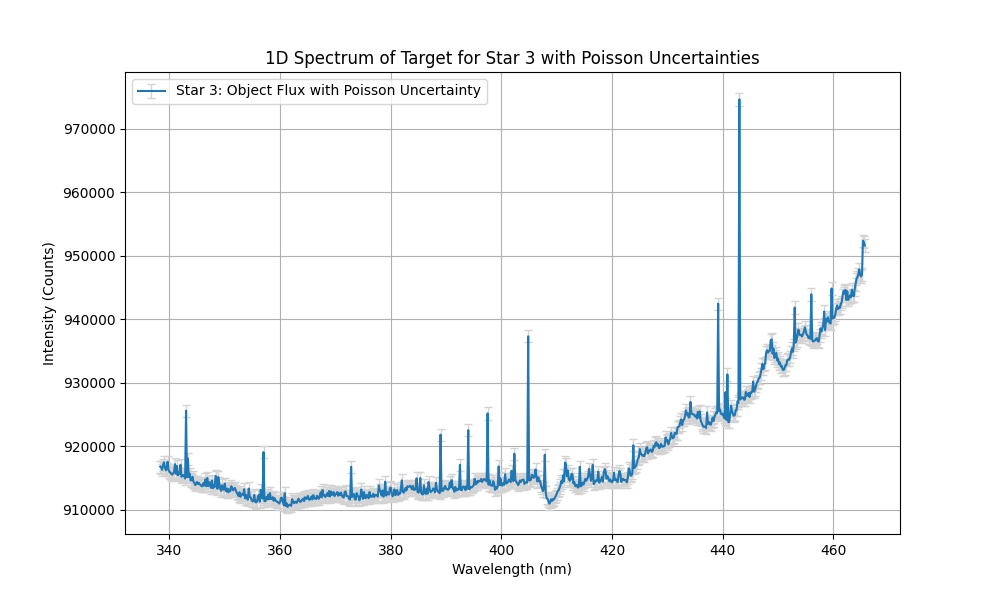 1D Spectrum of Target for Star 3 with Poisson Uncertainties
Star 3: Object Flux with Poisson Uncertainty
Intensity (Counts)
970000
960000
950000
940000
930000
920000
910000
340 360 380 400 420 440 460
Wavelength (nm)